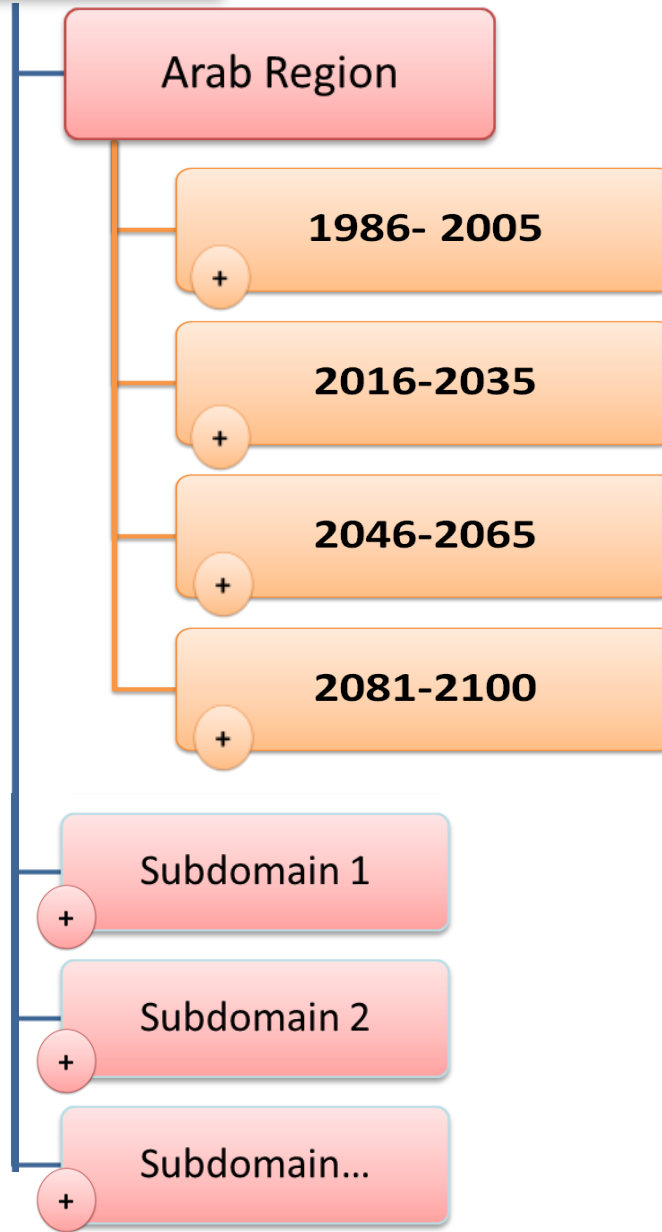 Arab Region
1986- 2005
+
2016-2035
+
2046-2065
+
2081-2100
+
Subdomain 1
+
Subdomain 2
+
Subdomain...
+